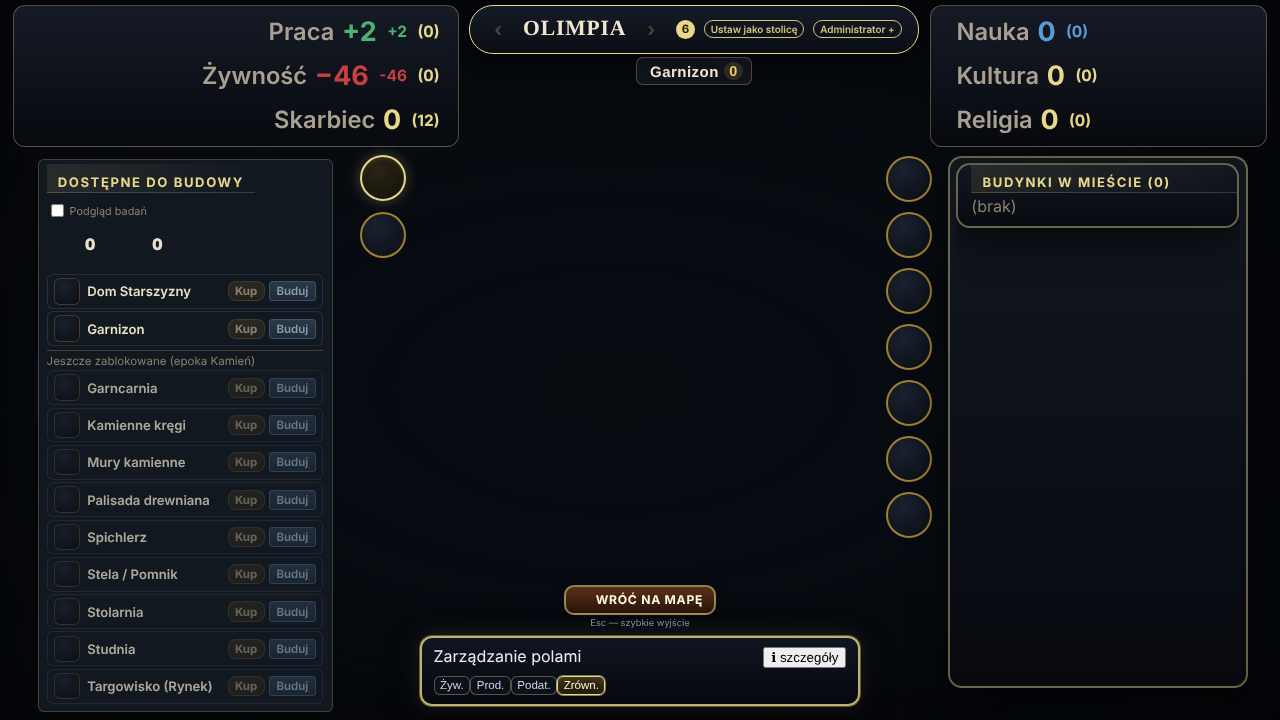 Praca +2 +2 (0)
Żywność −46 -46 (0)
Skarbiec 0 (12)
‹ OLIMPIA › 6 Ustaw jako stolicę Administrator +
Garnizon 0
Nauka 0 (0)
Kultura 0 (0)
Religia 0 (0)
DOSTĘPNE DO BUDOWY
Podgląd badań
0 0
Dom Starszyzny Kup Buduj
Garnizon Kup Buduj
Jeszcze zablokowane (epoka Kamień)
Garncarnia Kup Buduj
Kamienne kręgi Kup Buduj
Mury kamienne Kup Buduj
Palisada drewniana Kup Buduj
Spichlerz Kup Buduj
Stela / Pomnik Kup Buduj
Stolarnia Kup Buduj
Studnia Kup Buduj
Targowisko (Rynek) Kup Buduj
BUDYNKI W MIEŚCIE (0)
(brak)
WRÓĆ NA MAPĘ
Esc — szybkie wyjście
Zarządzanie polami ℹ szczegóły
Żyw. Prod. Podat. Zrówn.